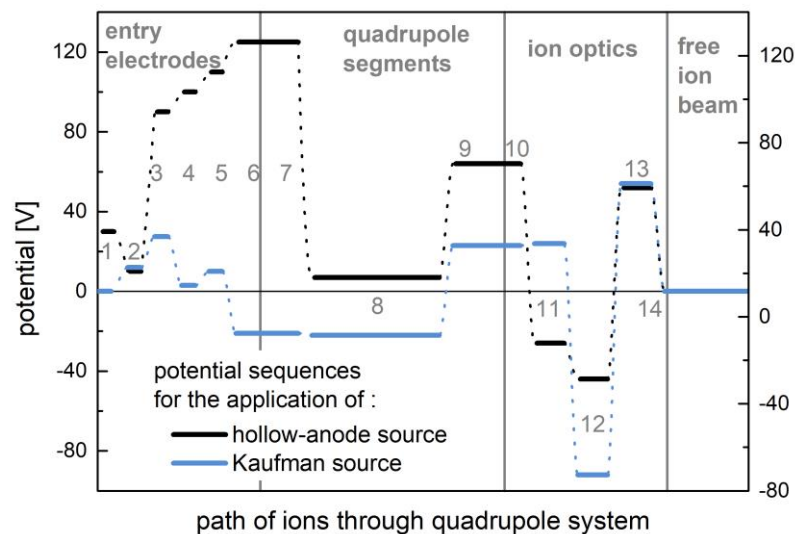 entry
electrodes
quadrupole
segments
ion optics
free
ion
beam
120
80
40
0
-40
-80
potential [V]
120
80
40
0
-40
-80
1
2
3
4
5
6
7
8
9
10
11
12
13
14
potential sequences
for the application of :
hollow-anode source
Kaufman source
path of ions through quadrupole system